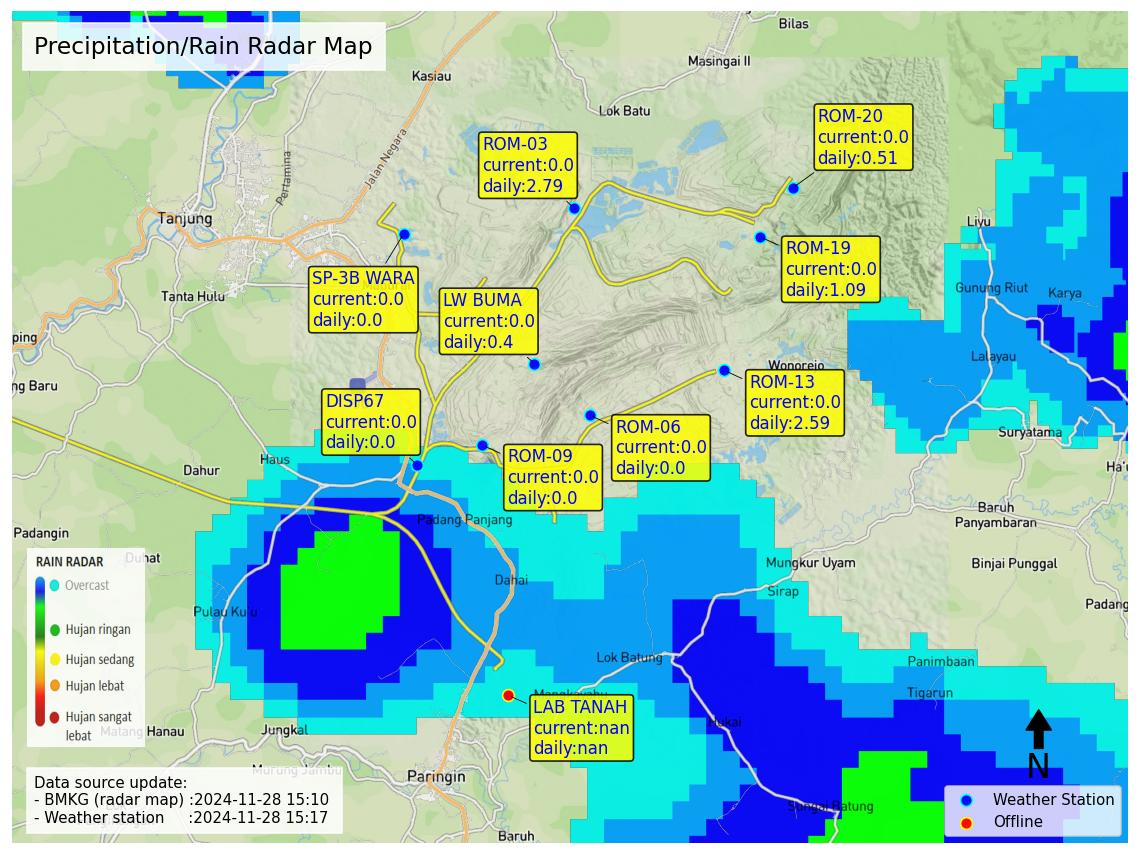 Precipitation/Rain Radar Map
Bilas
Masingai II
Kasiau
Lok Batu
Jalan Negara
Pertamina
Tanjung
Tanta Hulu
ROM-03
current:0.0
daily:2.79
ROM-20
current:0.0
daily:0.51
ROM-19
current:0.0
daily:1.09
SP-3B WARA
current:0.0
daily:0.0
LW BUMA
current:0.0
daily:0.4
Liyu
Gunung Riut
Karya
Lalayau
ping
ng Baru
Wonorejo
ROM-13
current:0.0
daily:2.59
DISP67
current:0.0
daily:0.0
ROM-06
current:0.0
daily:0.0
ROM-09
current:0.0
daily:0.0
Suryatama
Ha'u
Haus
Dahur
Padangin
Padang Panjang
Baruh
Panyambaran
Duhat
Dahai
Mungkur Uyam
Binjai Punggal
Sirap
Padang
Pulau Ku u
Lok Batung
Panimbaan
Tigarun
Mangkayahu
LAB TANAH
current:nan
daily:nan
Hukai
RAIN RADAR
Overcast
Hujan ringan
Hujan sedang
Hujan lebat
Hujan sangat
lebat
Matang Hanau
Jungkal
Murung Jambu
Paringin
Sungai Batung
Baruh
N
Data source update:
- BMKG (radar map) :2024-11-28 15:10
- Weather station :2024-11-28 15:17
Weather Station
Offline